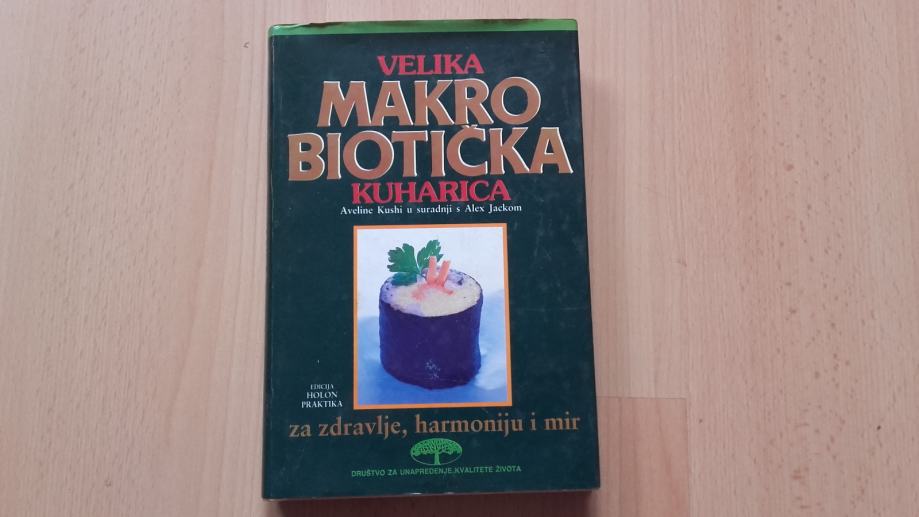 VELIKA
MAKRO
BIOTIČKA
KUHARICA
Aveline Kushi u suradnji s Alex Jackom
EDICIJA
HOLON
PRAKTIKA
za zdravlje, harmoniju i mir
DRUŠTVO ZA UNAPREĐENJE KVALITETE ŽIVOTA